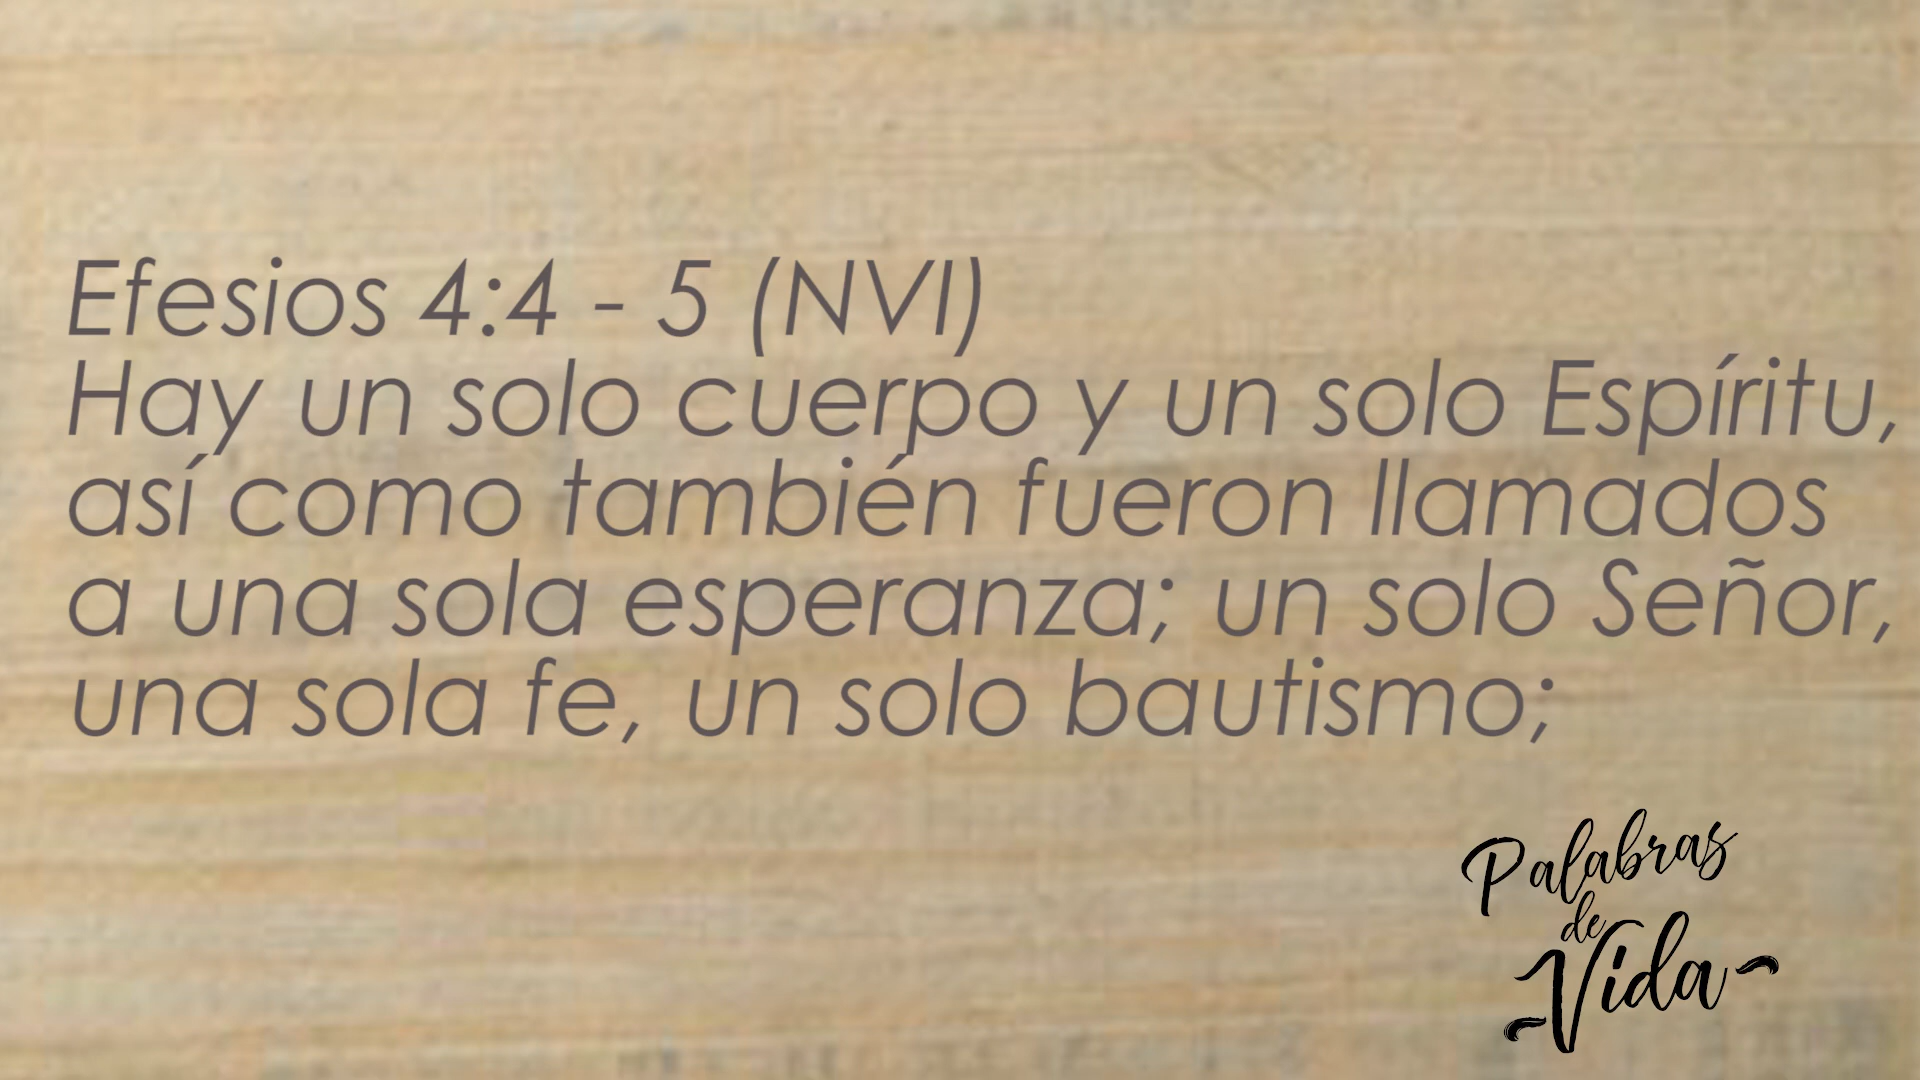 Efesios 4:4 - 5 (NVI)
Hay un solo cuerpo y un solo Espíritu,
así como también fueron llamados
a una sola esperanza; un solo Señor,
una sola fe, un solo bautismo;
Palabras
de
Vida